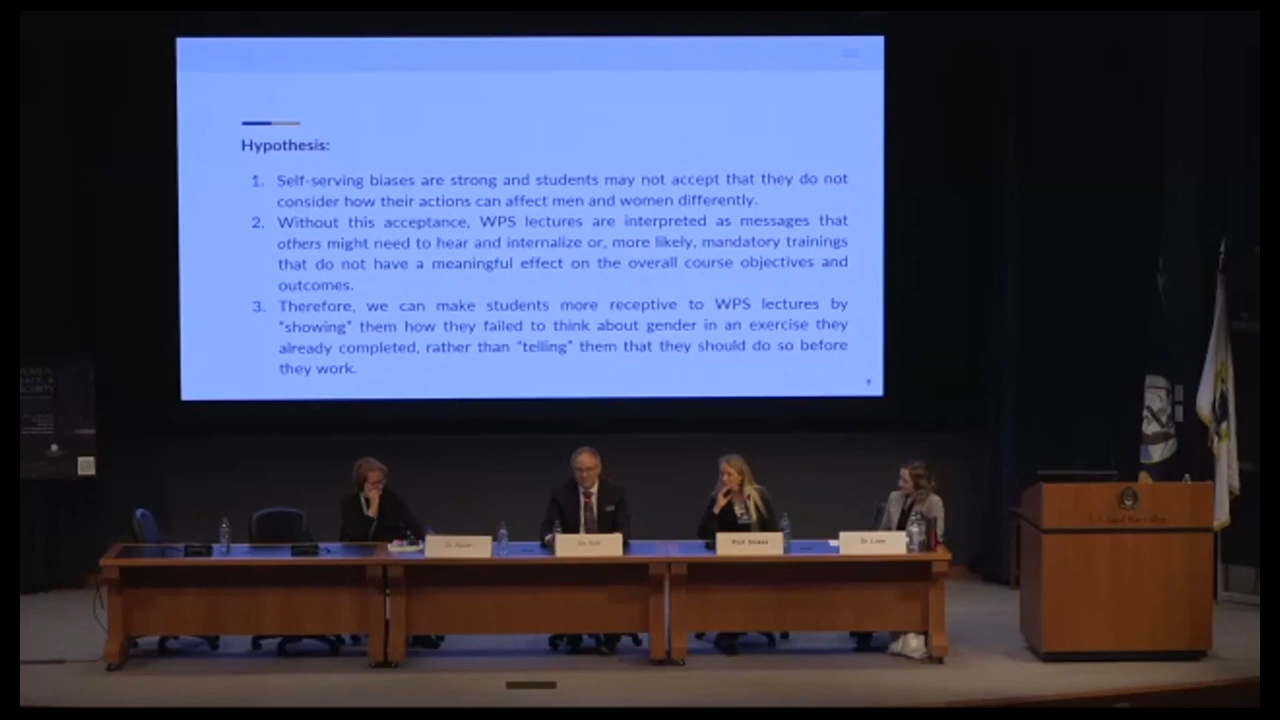 Hypothesis:
1. Self-serving biases are strong and students may not accept that they do not
consider how their actions can affect men and women differently.
2. Without this acceptance, WPS lectures are interpreted as messages that
others might need to hear and internalize or, more likely, mandatory trainings
that do not have a meaningful effect on the overall course objectives and
outcomes.
3. Therefore, we can make students more receptive to WPS lectures by
"showing" them how they failed to think about gender in an exercise they
already completed, rather than "telling" them that they should do so before
they work.
Dr.
Dr.
Prof.
Dr.